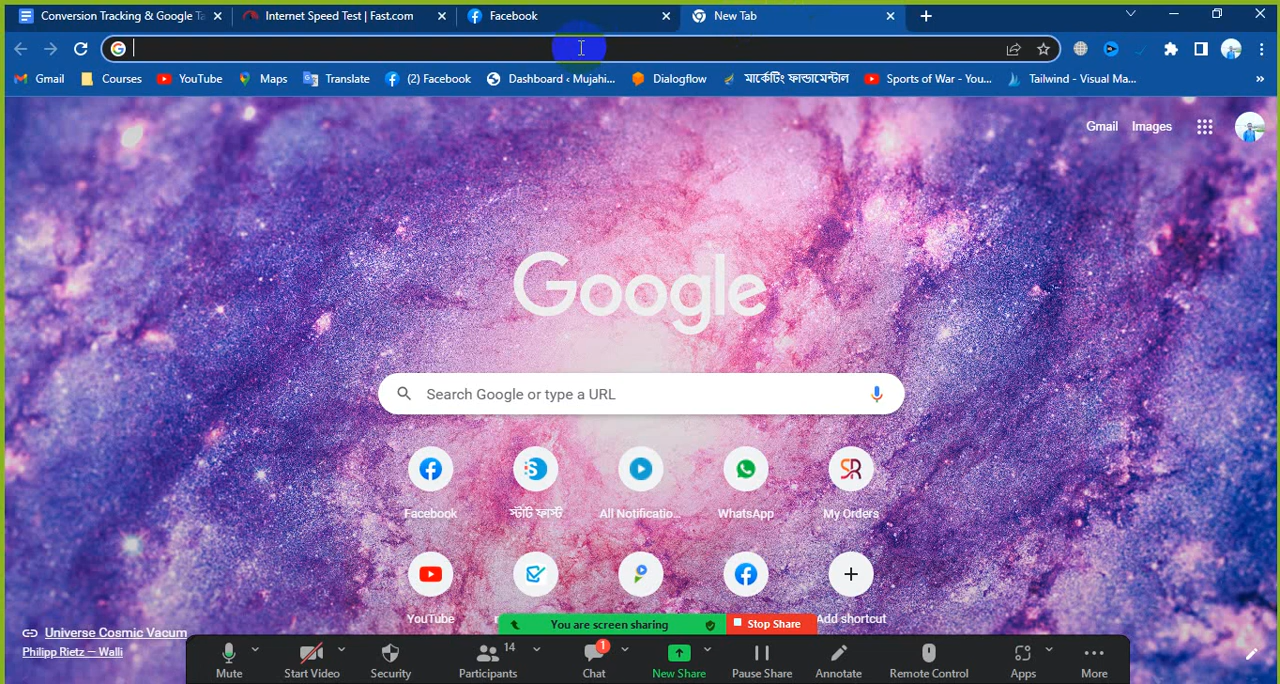 Conversion Tracking & Google Ta
Internet Speed Test | Fast.com
Facebook
New Tab
Gmail
Courses
YouTube
Maps
Translate
(2) Facebook
Dashboard ‹ Mujahi...
Dialogflow
মার্কেটিং ফান্ডামেন্টাল
Sports of War - You...
Tailwind - Visual Ma...
»
Gmail
Images
Google
Search Google or type a URL
Facebook
স্টার্ট ফার্স্ট
All Notificatio...
WhatsApp
My Orders
YouTube
Add shortcut
You are screen sharing
Stop Share
Universe Cosmic Vacum
Philipp Rietz — Walli
Mute
Start Video
Security
14
Participants
1
Chat
New Share
Pause Share
Annotate
Remote Control
Apps
More